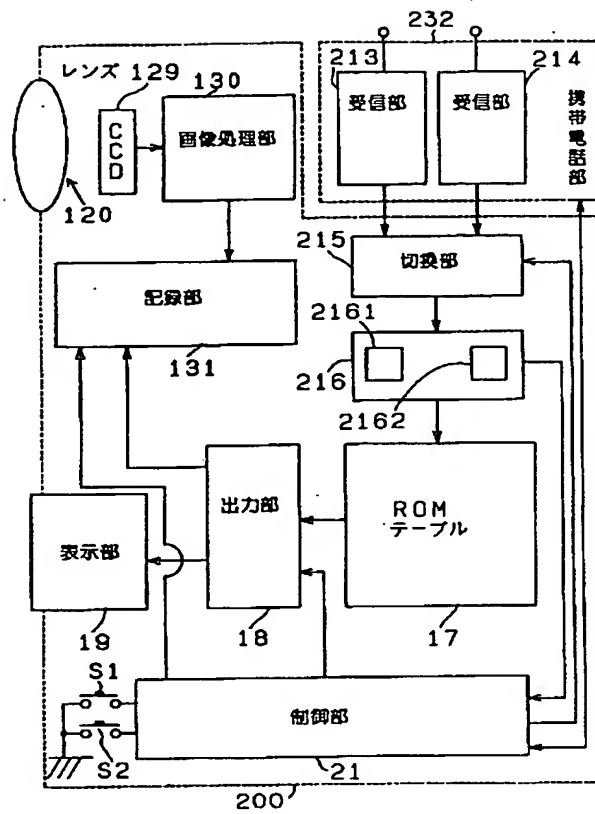 232
レンズ
129
130
213
214
CCD
画像処理部
受信部
受信部
携帯電話部
120
215
切換部
記録部
131
2161
216
2162
出力部
ROM
テーブル
表示部
19
18
17
S1
S2
制御部
21
200